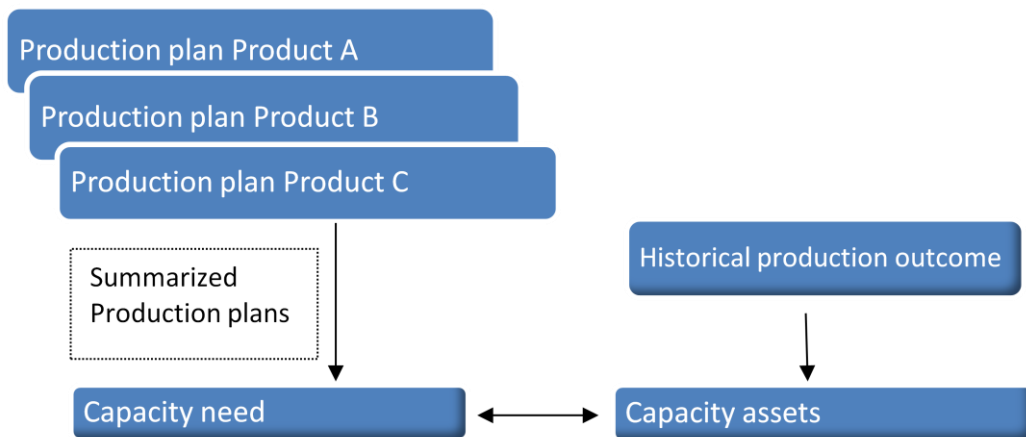 Production plan Product A
Production plan Product B
Production plan Product C
Summarized
Production plans
Historical production outcome
Capacity need
Capacity assets